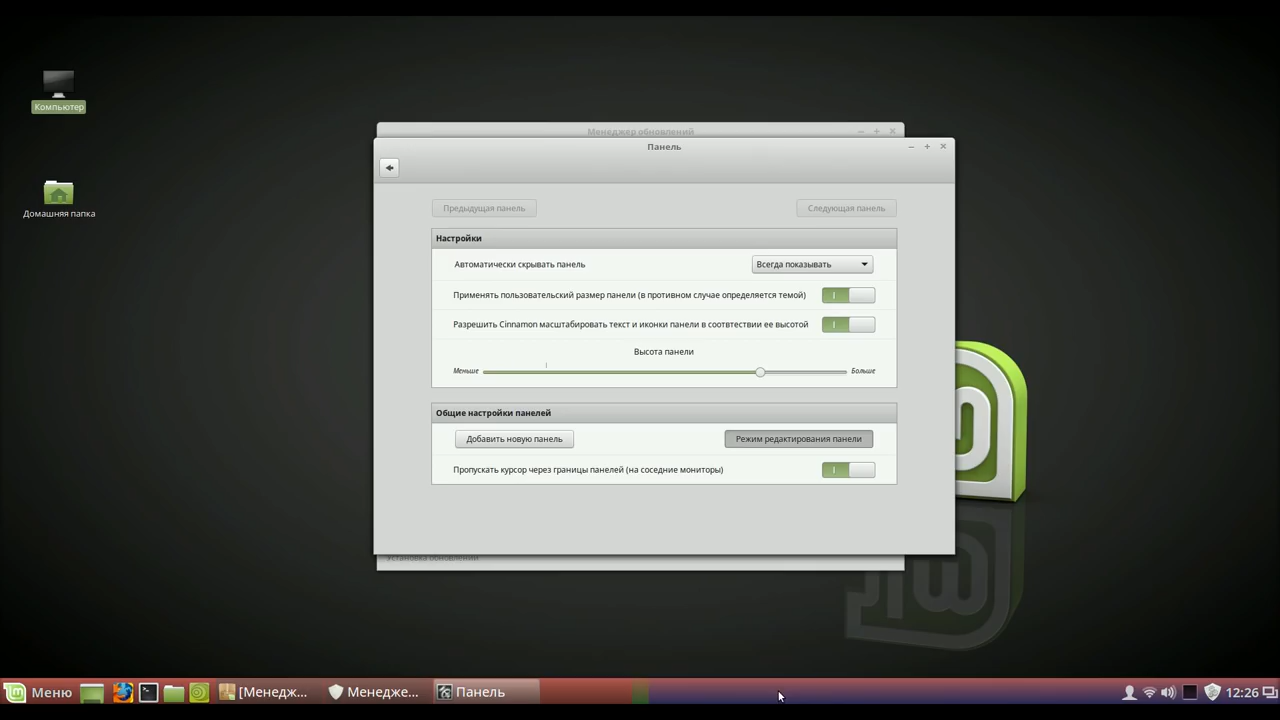 Компьютер
Домашняя папка
Менеджер обновлений
Панель
Предыдущая панель
Следующая панель
Настройки
Автоматически скрывать панель
Всегда показывать
Применять пользовательский размер панели (в противном случае определяется темой)
Разрешить Cinnamon масштабировать текст и иконки панели в соответствии ее высотой
Высота панели
Меньше
Больше
Общие настройки панелей
Добавить новую панель
Режим редактирования панели
Пропускать курсор через границы панелей (на соседние мониторы)
Установка обновлений
Меню
[Менедж...
Менедже...
Панель
12:26